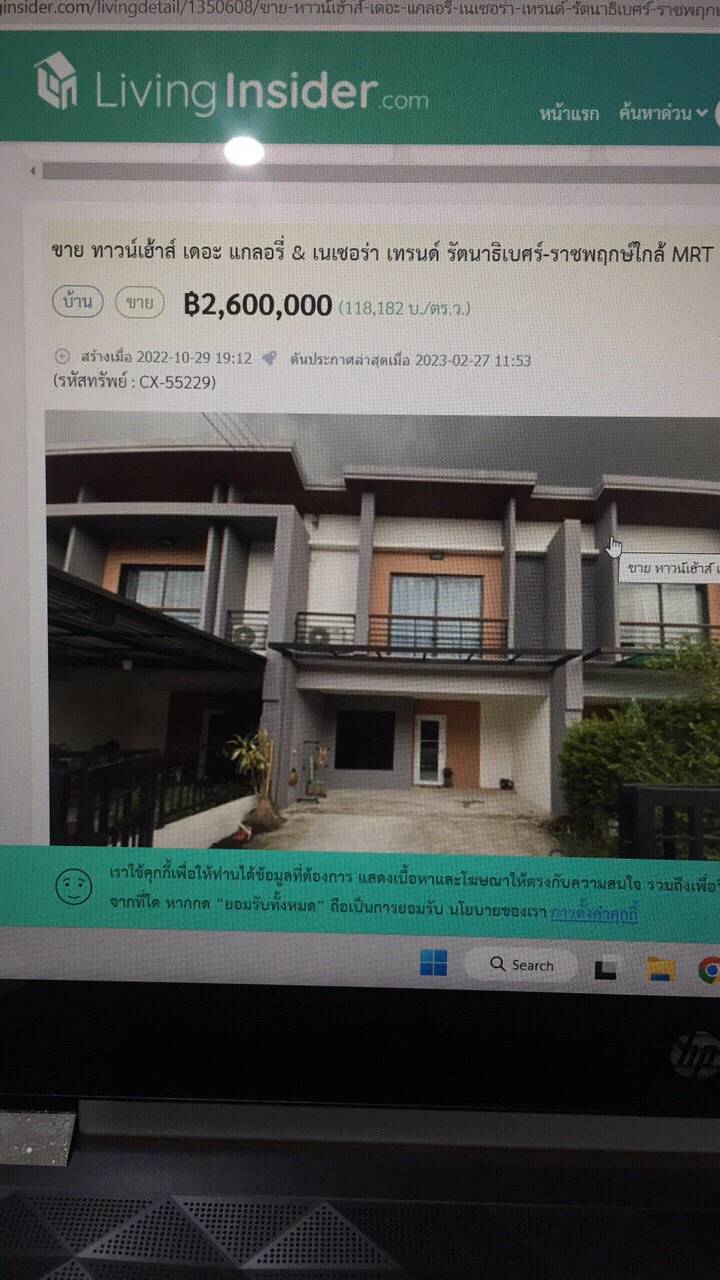 insider.com/livingdetail/1350608/ขาย-ทาวน์เฮ้าส์-เดอะ-แกลอรี่-เนเชอร่า-เทรนด์-รัตนาธิเบศร์-ราชพฤกษ
LivingInsider.com
หน้าแรก ค้นหาด่วน
ขาย ทาวน์เฮ้าส์ เดอะ แกลอรี่ & เนเชอร่า เทรนด์ รัตนาธิเบศร์-ราชพฤกษ์ใกล้ MRT
บ้าน ขาย ฿2,600,000 (118,182 บ./ตร.ว.)
สร้างเมื่อ 2022-10-29 19:12 ดันประกาศล่าสุดเมื่อ 2023-02-27 11:53
(รหัสทรัพย์ : CX-55229)
ขาย ทาวน์เฮ้าส์ เ
เราใช้คุกกี้เพื่อให้ท่านได้ข้อมูลที่ต้องการ แสดงเนื้อหาและโฆษณาให้ตรงกับความสนใจ รวมถึงเพื่อ
จากที่ใด หากกด “ยอมรับทั้งหมด” ถือเป็นการยอมรับ นโยบายของเรา การตั้งค่าคุกกี้
Search
hp